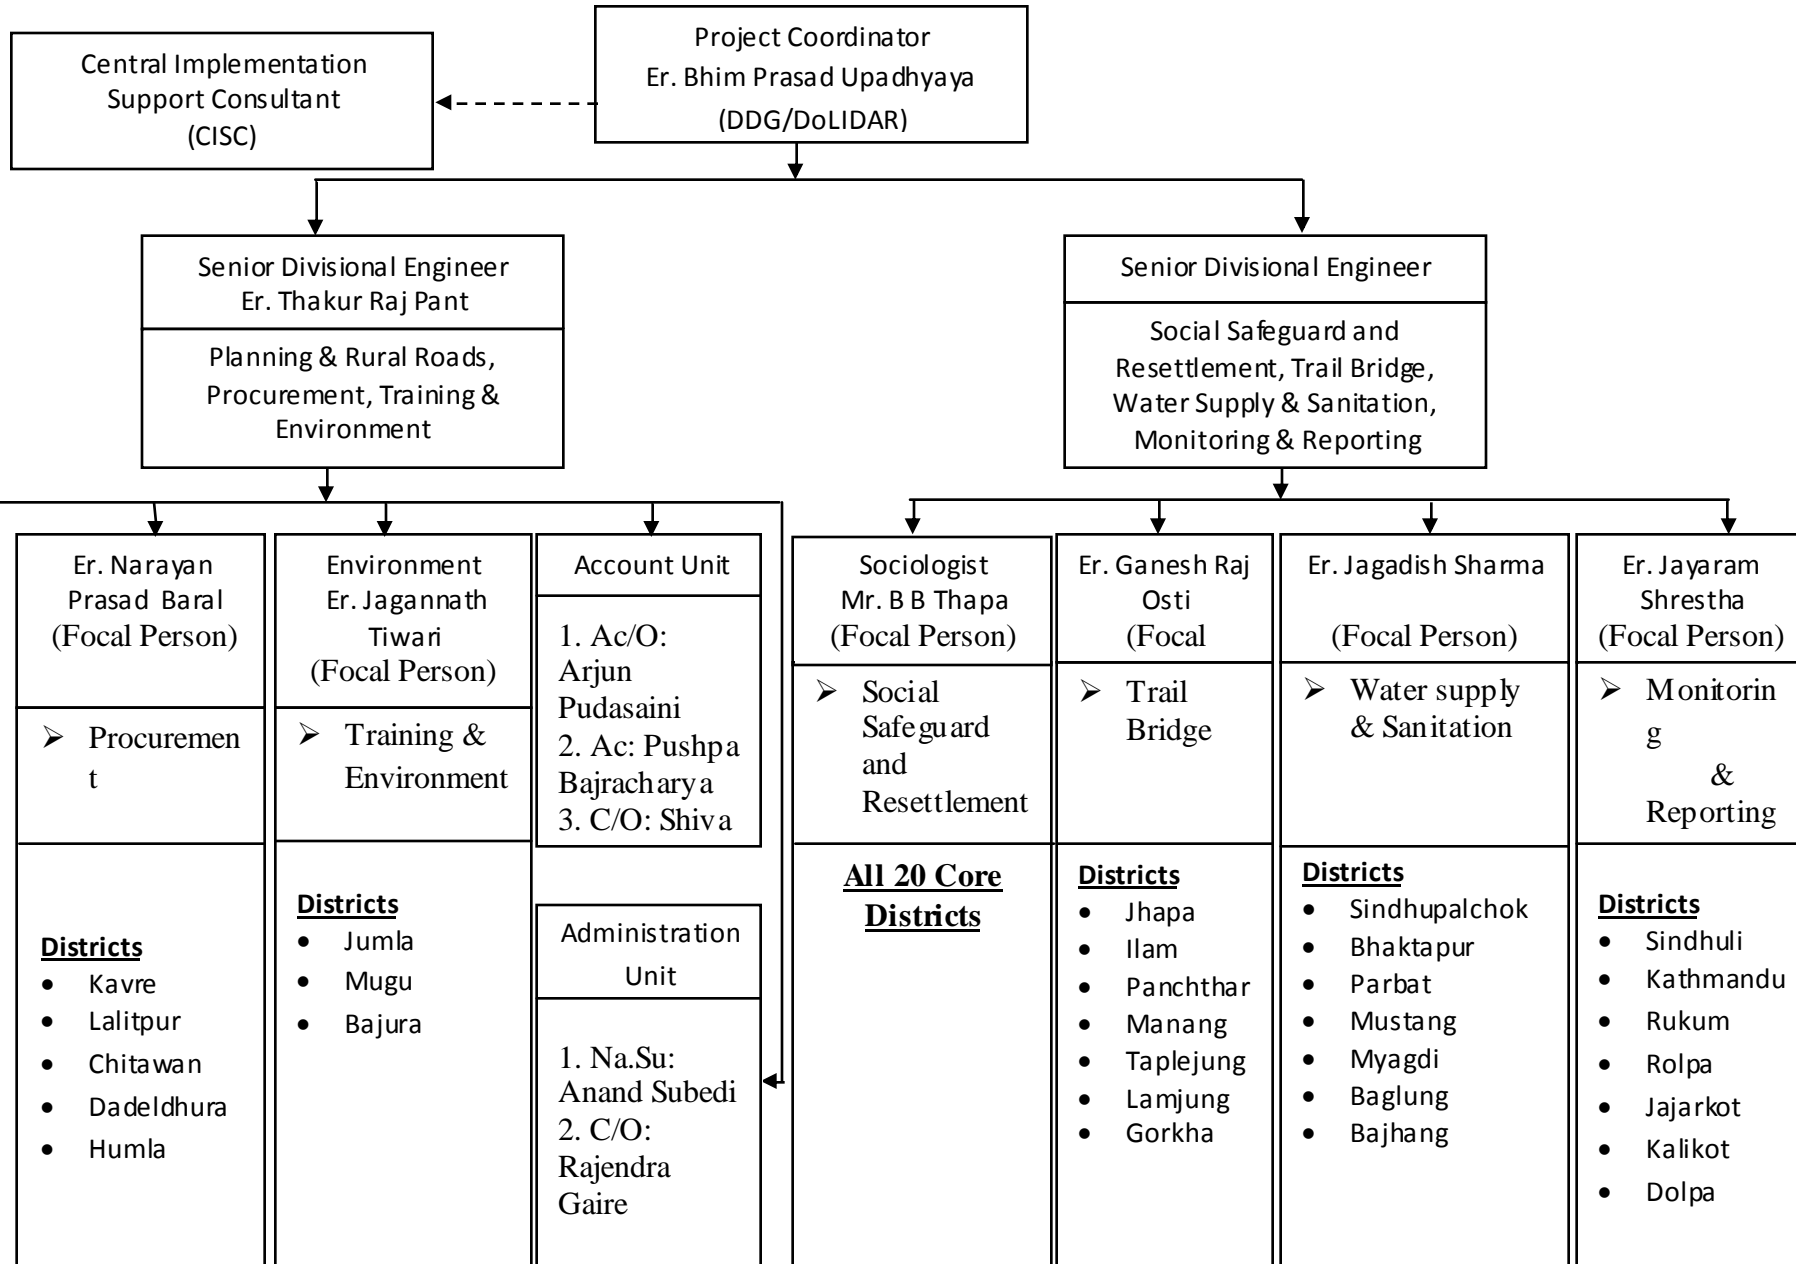 Central Implementation
Support Consultant
(CISC)
Project Coordinator
Er. Bhim Prasad Upadhyaya
(DDG/DoLIDAR)
Senior Divisional Engineer
Er. Thakur Raj Pant
Planning & Rural Roads,
Procurement, Training &
Environment
Senior Divisional Engineer
Social Safeguard and
Resettlement, Trail Bridge,
Water Supply & Sanitation,
Monitoring & Reporting
Er. Narayan
Prasad Baral
(Focal Person)
➢ Procuremen
t
Districts
• Kavre
• Lalitpur
• Chitawan
• Dadeldhura
• Humla
Environment
Er. Jagannath
Tiwari
(Focal Person)
➢ Training &
Environment
Districts
• Jumla
• Mugu
• Bajura
Account Unit
1. Ac/O:
Arjun
Pudasaini
2. Ac: Pushpa
Bajracharya
3. C/O: Shiva
Administration
Unit
1. Na.Su:
Anand Subedi
2. C/O:
Rajendra
Gaire
Sociologist
Mr. B B Thapa
(Focal Person)
➢ Social
Safeguard
and
Resettlement
All 20 Core
Districts
Er. Ganesh Raj
Osti
(Focal
➢ Trail
Bridge
Districts
• Jhapa
• Ilam
• Panchthar
• Manang
• Taplejung
• Lamjung
• Gorkha
Er. Jagadish Sharma
(Focal Person)
➢ Water supply
& Sanitation
Districts
• Sindhupalchok
• Bhaktapur
• Parbat
• Mustang
• Myagdi
• Baglung
• Bajhang
Er. Jayaram
Shrestha
(Focal Person)
➢ Monitorin
g
&
Reporting
Districts
• Sindhuli
• Kathmandu
• Rukum
• Rolpa
• Jajarkot
• Kalikot
• Dolpa